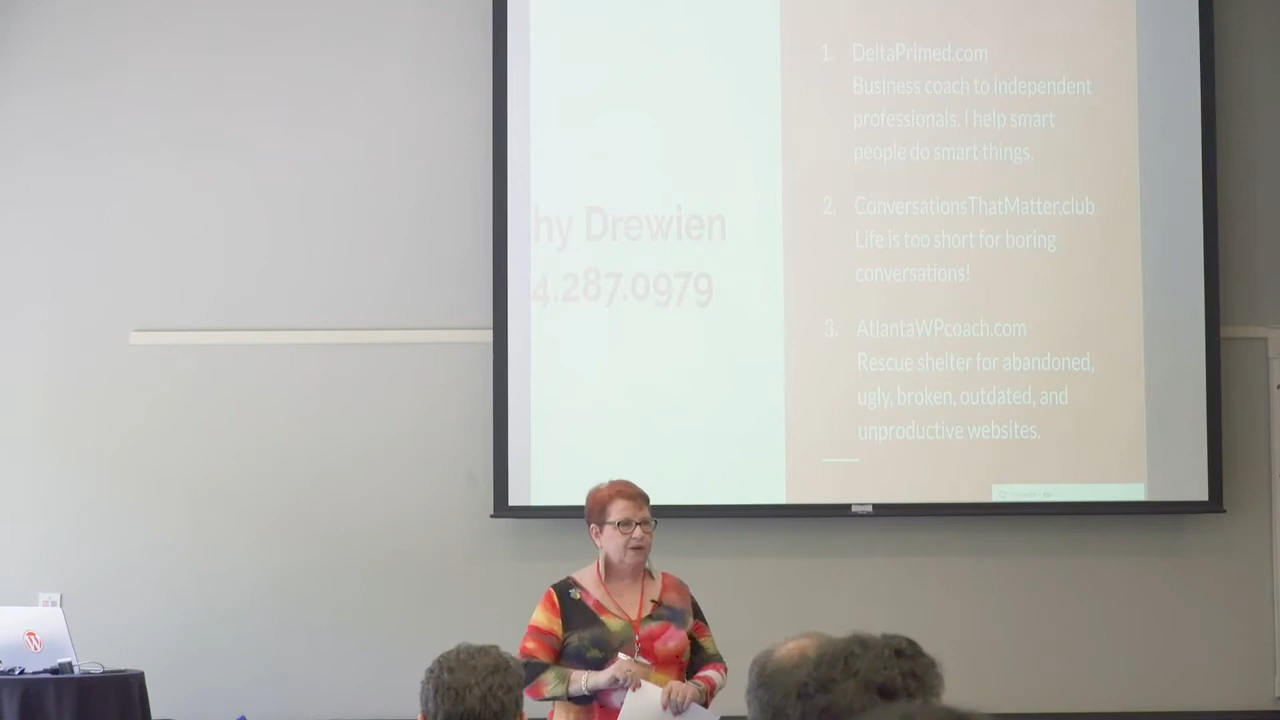 hy Drewien
4.287.0979
1. DeltaPrimed.com
Business coach to independent
professionals. I help smart
people do smart things.
2. ConversationsThatMatter.club
Life is too short for boring
conversations!
3. AtlantaWPcoach.com
Rescue shelter for abandoned,
ugly, broken, outdated, and
unproductive websites.
W